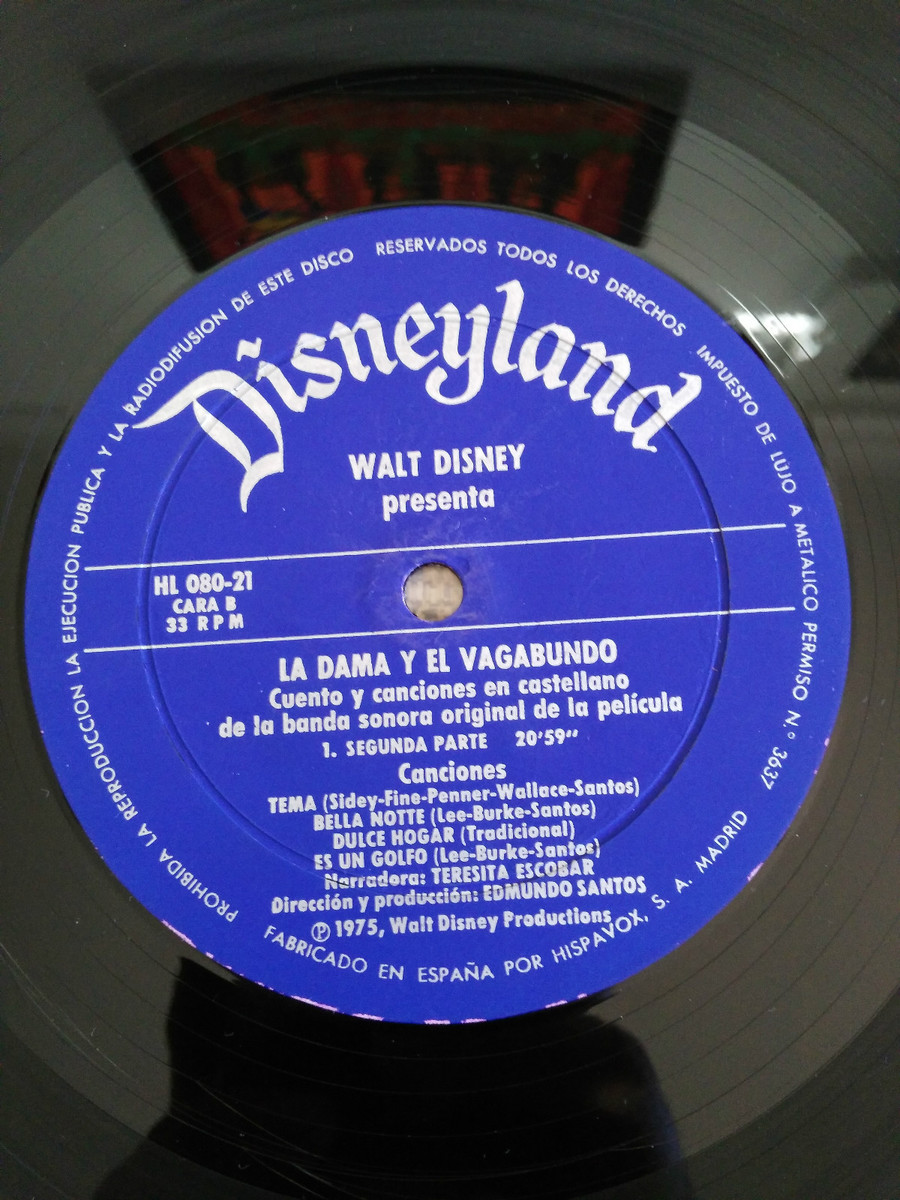 PROHIBIDA LA REPRODUCCION LA EJECUCION PUBLICA Y LA RADIODIFUSION DE ESTE DISCO RESERVADOS TODOS LOS DERECHOS IMPUESTO DE LUJO A METALICO PERMISO N.º 3637
Disneyland
WALT DISNEY
presenta
HL 080-21
CARA B
33 RPM
LA DAMA Y EL VAGABUNDO
Cuento y canciones en castellano
de la banda sonora original de la película
1. SEGUNDA PARTE 20'59"
Canciones
TEMA (Sidey-Fine-Penner-Wallace-Santos)
BELLA NOTTE (Lee-Burke-Santos)
DULCE HOGAR (Tradicional)
ES UN GOLFO (Lee-Burke-Santos)
Narradora: TERESITA ESCOBAR
Dirección y producción: EDMUNDO SANTOS
℗ 1975, Walt Disney Productions
FABRICADO EN ESPAÑA POR HISPAVOX, S. A. MADRID